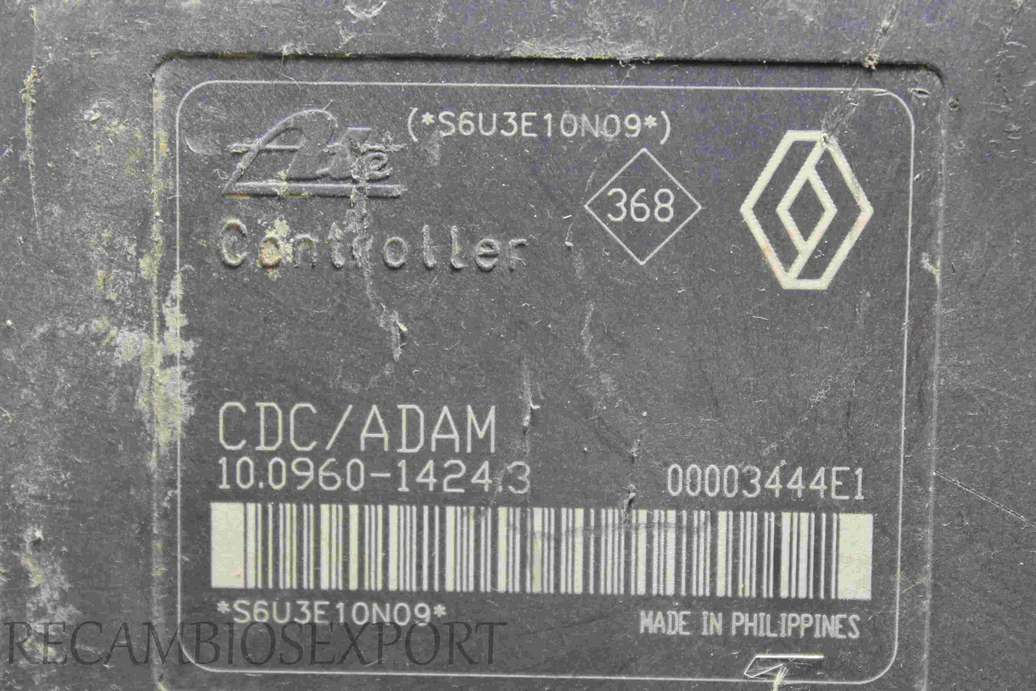 (*S6U3E10N09*)
Ate
368
Controller
CDC/ADAM
10.0960-1424.3
00003444E1
*S6U3E10N09*
MADE IN PHILIPPINES
RECAMBIOSEXPORT